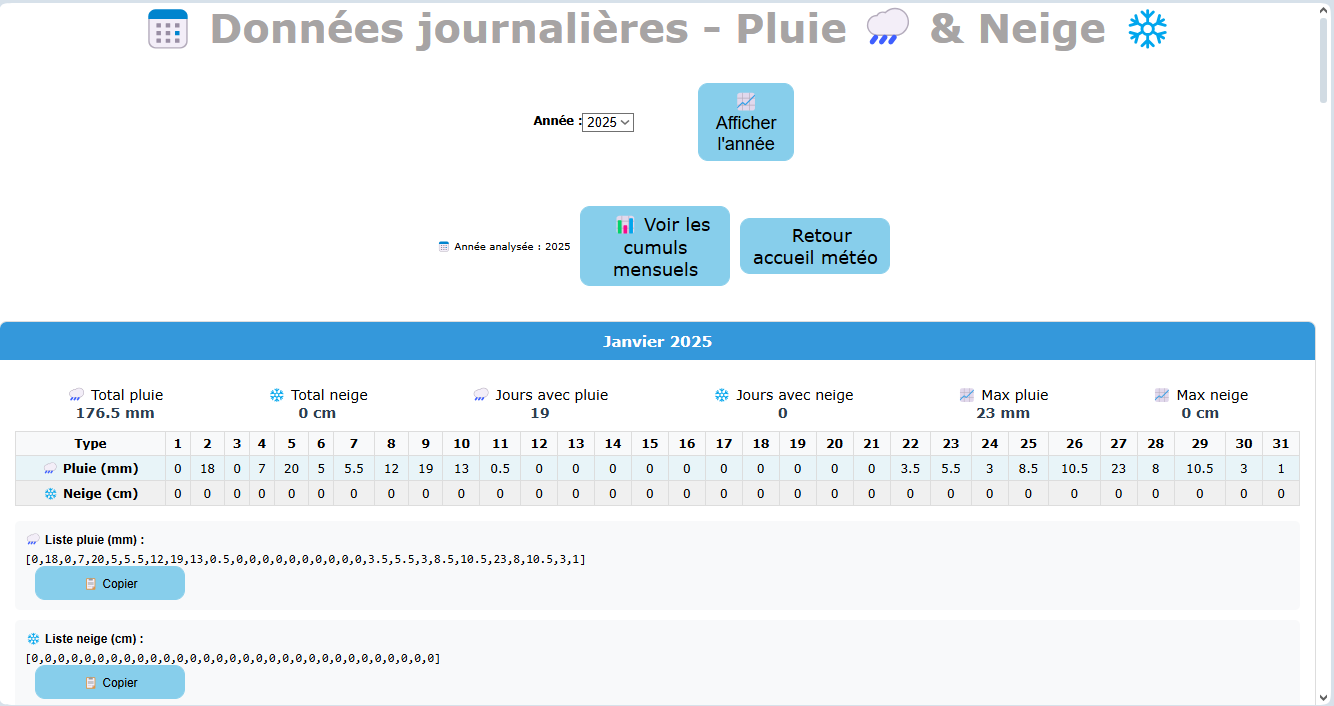 Données journalières – Pluie & Neige
Année : 2025
Afficher
l'année
Année analysée : 2025
Voir les
cumuls
mensuels
Retour
accueil météo
Janvier 2025
Total pluie
176.5 mm
Total neige
0 cm
Jours avec pluie
19
Jours avec neige
0
Max pluie
23 mm
Max neige
0 cm
Type 1 2 3 4 5 6 7 8 9 10 11 12 13 14 15 16 17 18 19 20 21 22 23 24 25 26 27 28 29 30 31
Pluie (mm) 0 18 0 7 20 5 5.5 12 19 13 0.5 0 0 0 0 0 0 0 0 0 0 3.5 5.5 3 8.5 10.5 23 8 10.5 3 1
Neige (cm) 0 0 0 0 0 0 0 0 0 0 0 0 0 0 0 0 0 0 0 0 0 0 0 0 0 0 0 0 0 0 0
Liste pluie (mm) :
[0,18,0,7,20,5,5.5,12,19,13,0.5,0,0,0,0,0,0,0,0,0,0,3.5,5.5,3,8.5,10.5,23,8,10.5,3,1]
Copier
Liste neige (cm) :
[0,0,0,0,0,0,0,0,0,0,0,0,0,0,0,0,0,0,0,0,0,0,0,0,0,0,0,0,0,0,0]
Copier